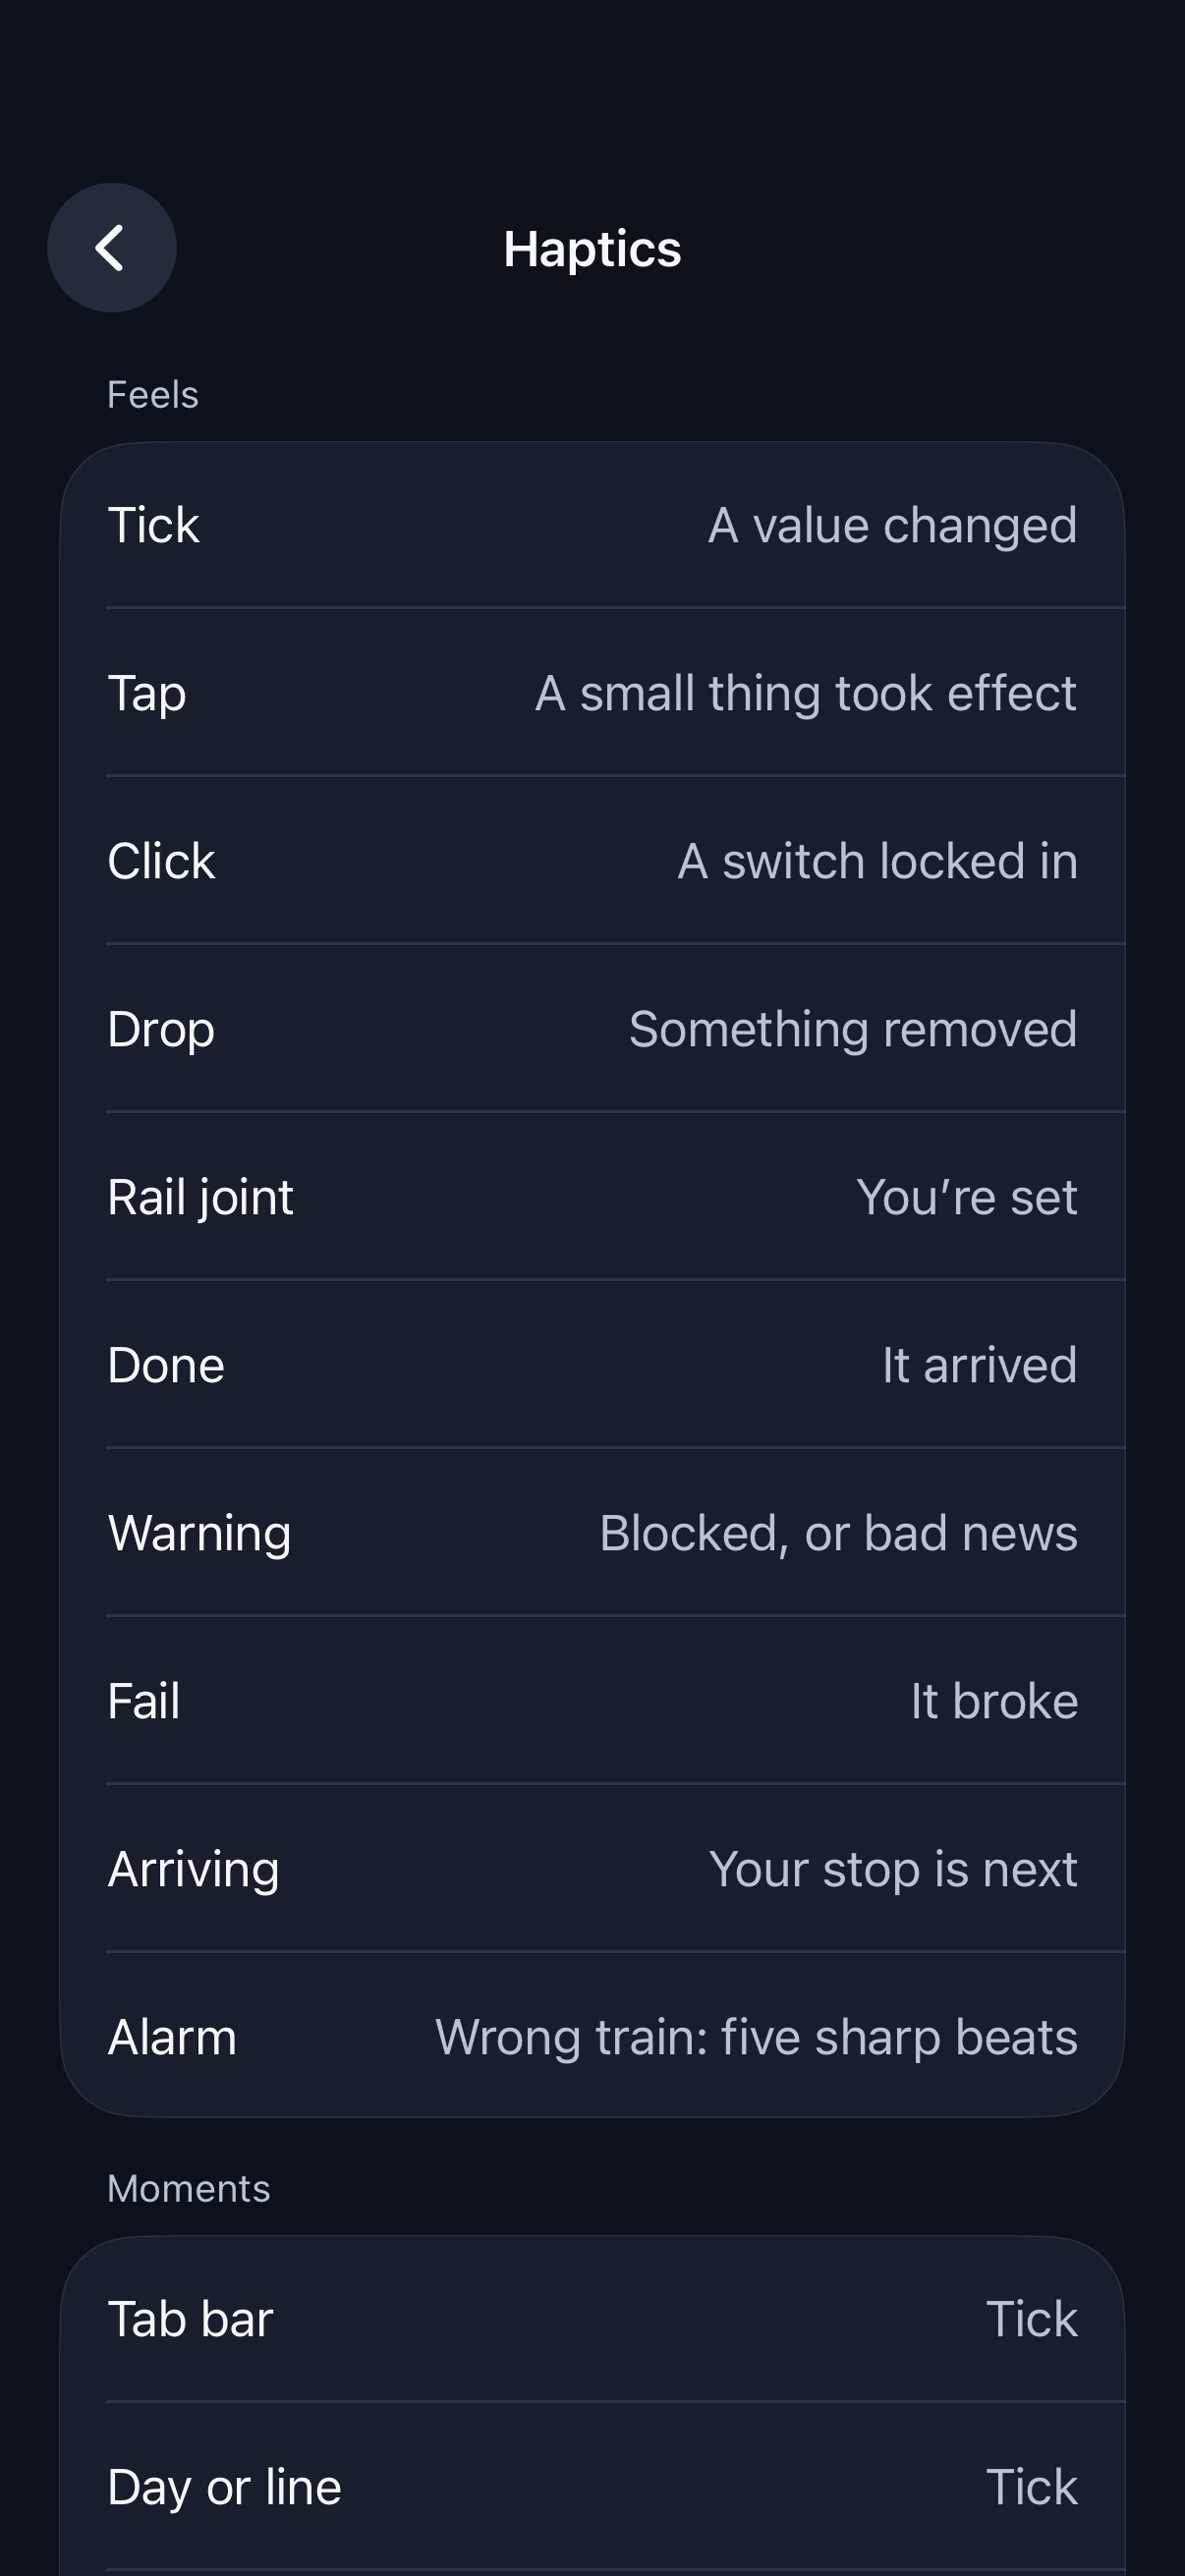 Haptics
Feels
Tick A value changed
Tap A small thing took effect
Click A switch locked in
Drop Something removed
Rail joint You’re set
Done It arrived
Warning Blocked, or bad news
Fail It broke
Arriving Your stop is next
Alarm Wrong train: five sharp beats
Moments
Tab bar Tick
Day or line Tick